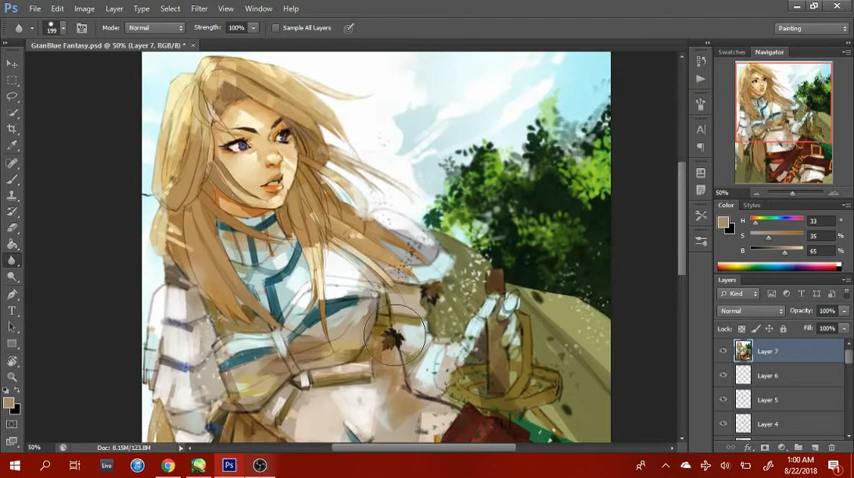 Ps File Edit Image Layer Type Select Filter View Window Help
199 Mode: Normal Strength: 100% Sample All Layers Painting
GranBlue Fantasy.psd @ 50% (Layer 7, RGB/8) * ×
Swatches Navigator
50%
Color Styles
H 33 °
S 35 %
B 65 %
Layers
Kind
Normal Opacity: 100%
Lock: Fill: 100%
Layer 7
Layer 6
Layer 5
Layer 4
50% Doc: 8.15M/123.8M
Live Ps 1:00 AM
8/22/2018